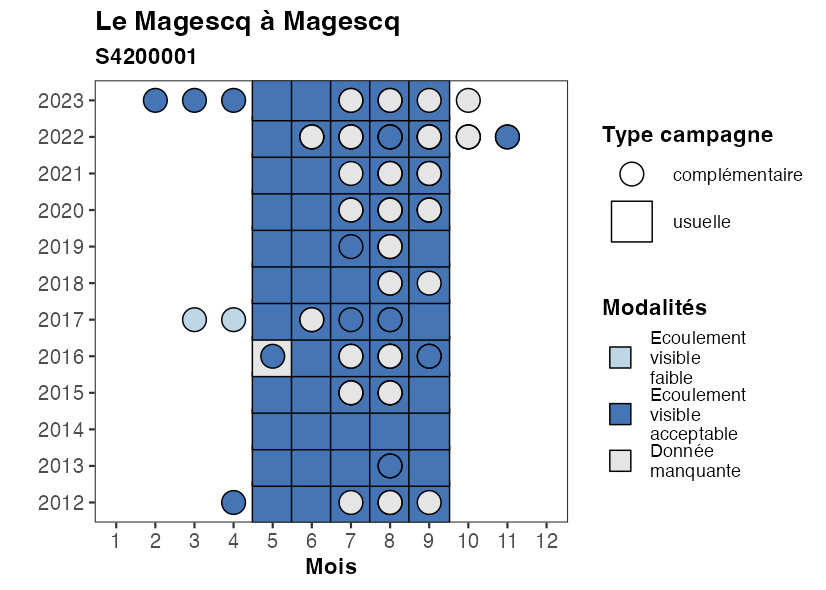 Le Magescq à Magescq
S4200001
2023
2022
2021
2020
2019
2018
2017
2016
2015
2014
2013
2012
1 2 3 4 5 6 7 8 9 10 11 12
Mois
Type campagne
complémentaire
usuelle
Modalités
Ecoulement
visible
faible
Ecoulement
visible
acceptable
Donnée
manquante